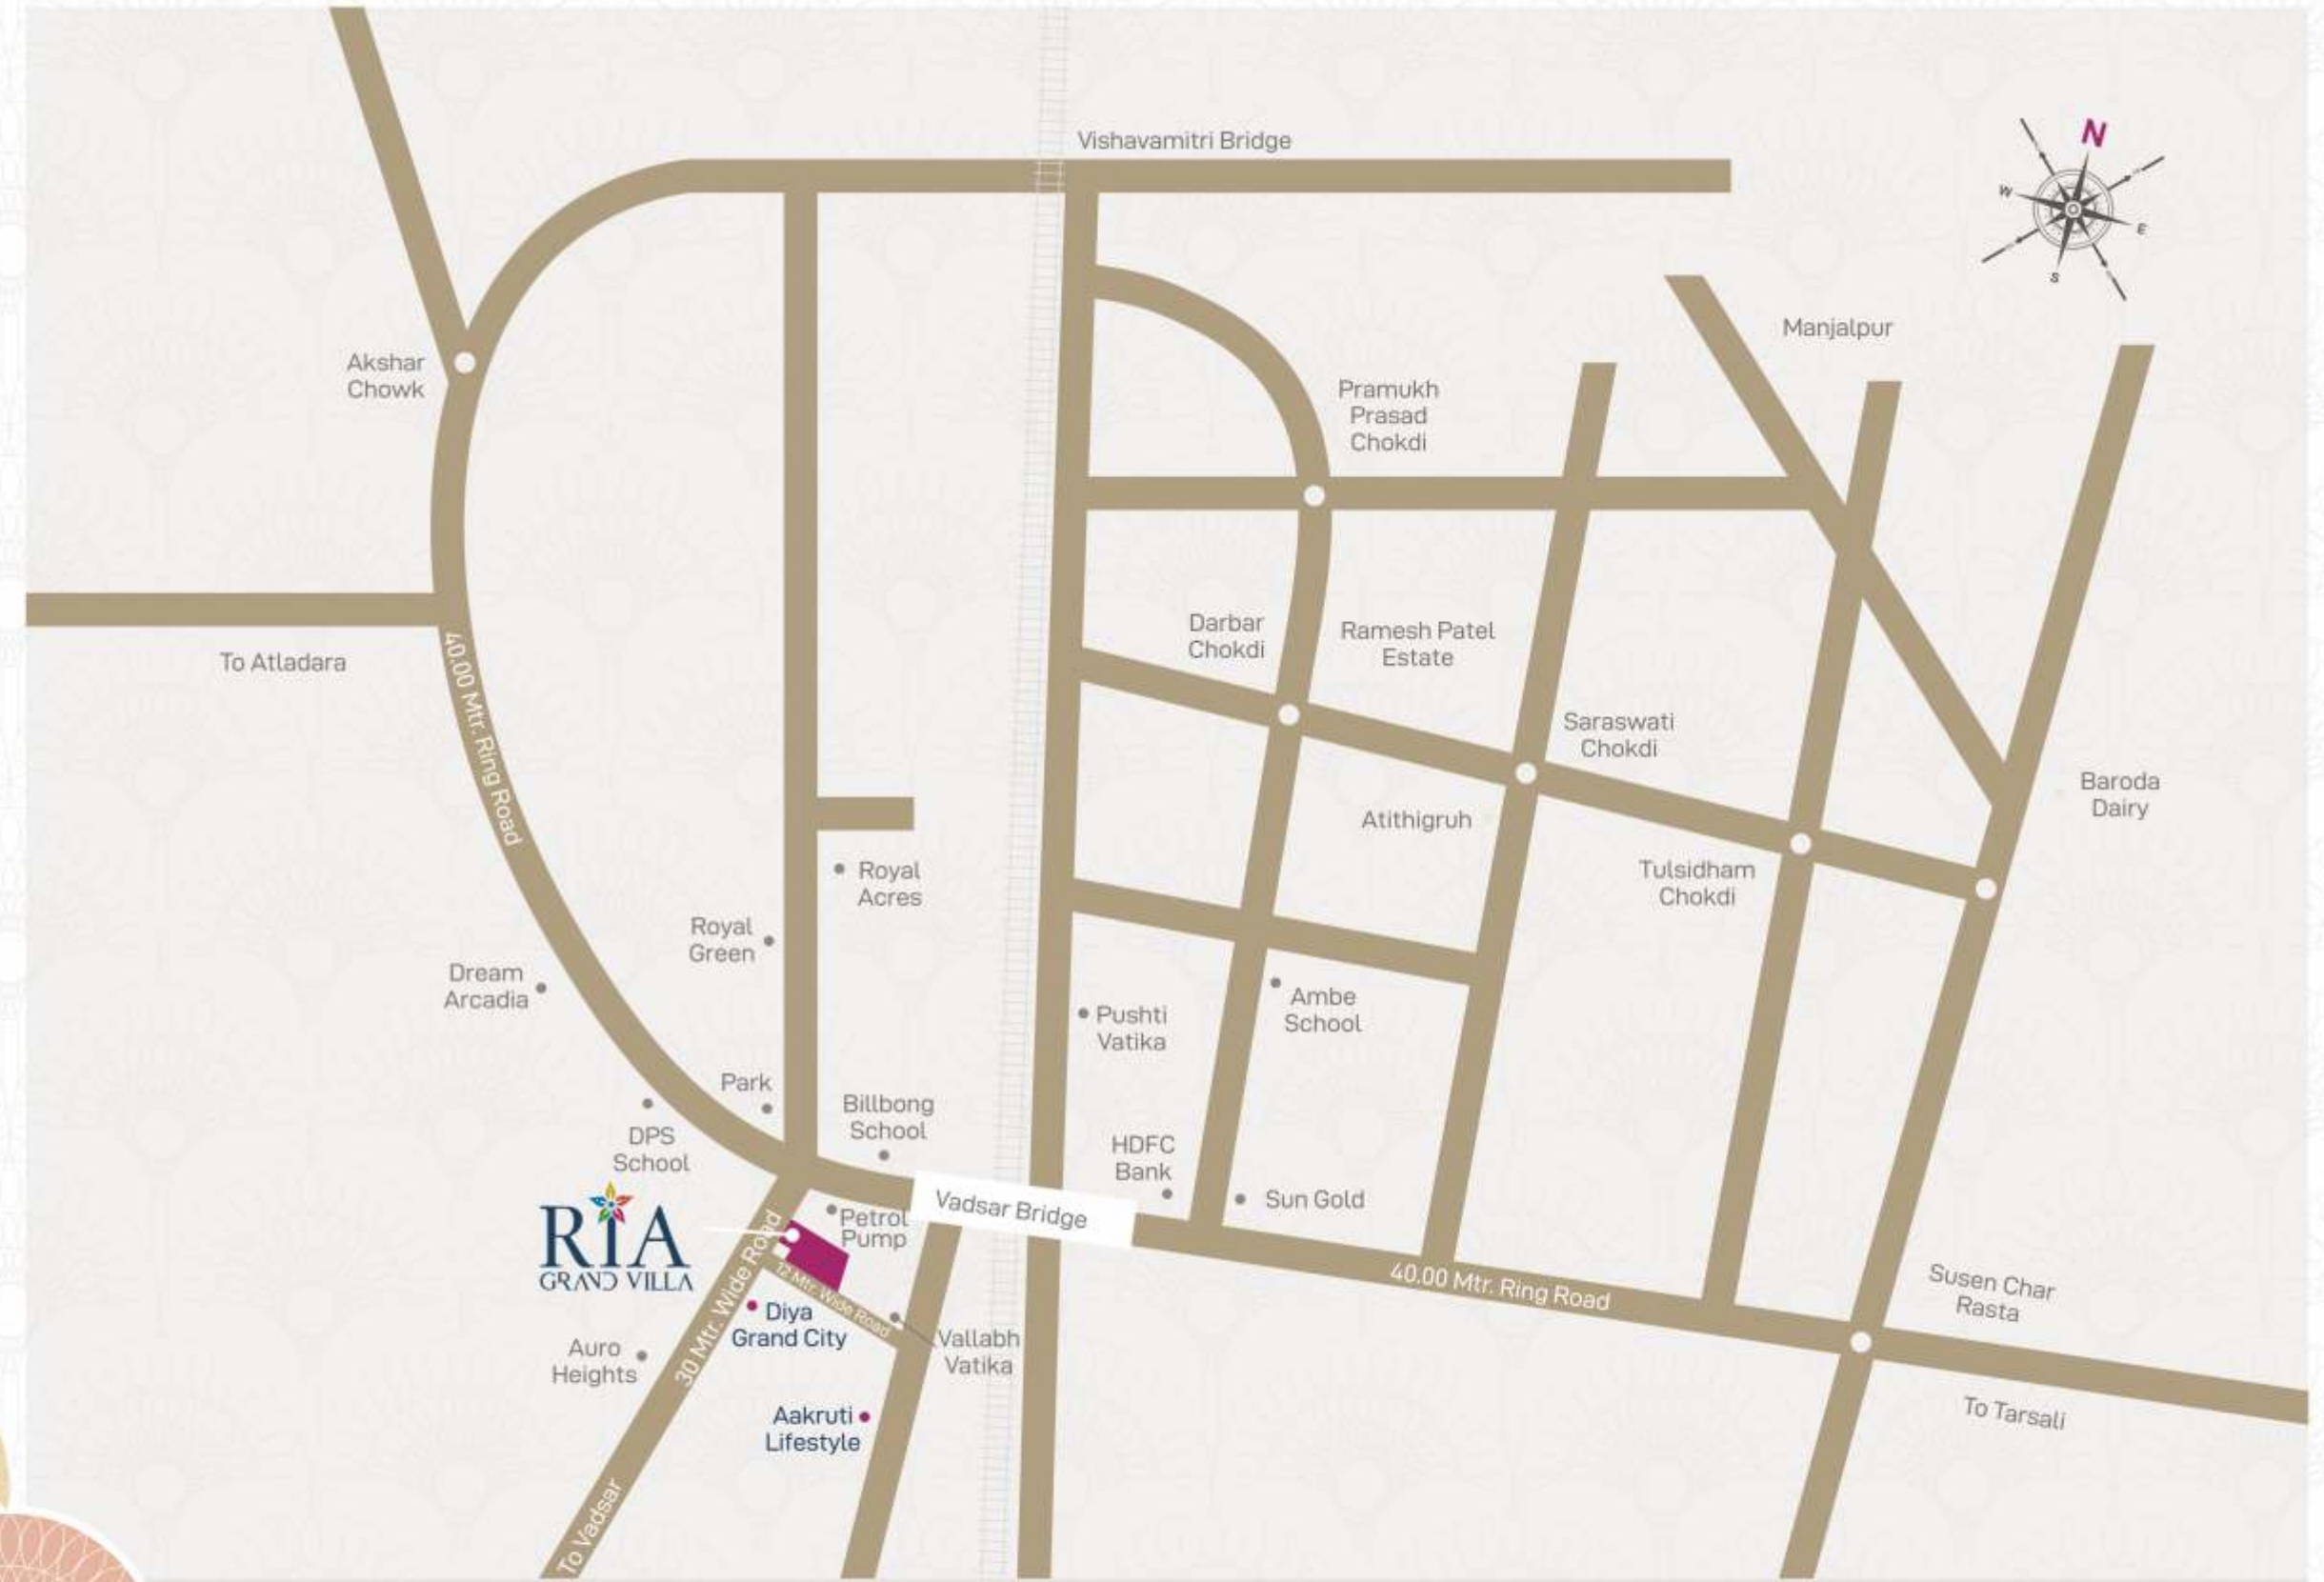 Vishavamitri Bridge
N
W
E
S
Manjalpur
Akshar
Chowk
Pramukh
Prasad
Chokdi
To Atladara
40.00 Mtr. Ring Road
Darbar
Chokdi
Ramesh Patel
Estate
Saraswati
Chokdi
Baroda
Dairy
Atithigruh
Tulsidham
Chokdi
Royal
Acres
Royal
Green
Dream
Arcadia
Pushti
Vatika
Ambe
School
Park
Billbong
School
DPS
School
HDFC
Bank
Sun Gold
Vadsar Bridge
RIA
GRAND VILLA
Petrol
Pump
30 Mtr. Wide Road
12 Mtr. Wide Road
40.00 Mtr. Ring Road
Susen Char
Rasta
Diya
Grand City
Vallabh
Vatika
Auro
Heights
Aakruti
Lifestyle
To Tarsali
To Vadsar